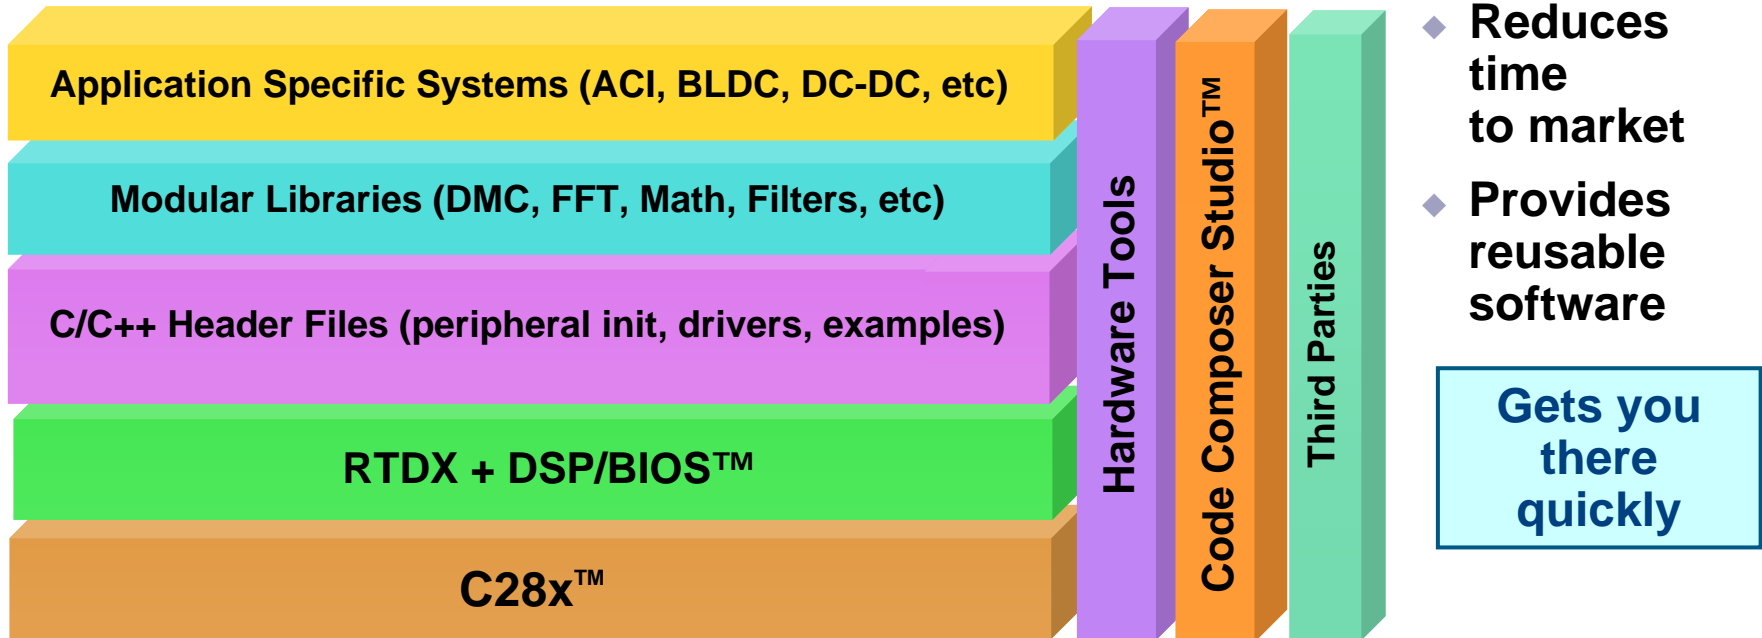 Application Specific Systems (ACI, BLDC, DC-DC, etc)
Modular Libraries (DMC, FFT, Math, Filters, etc)
C/C++ Header Files (peripheral init, drivers, examples)
RTDX + DSP/BIOS™
C28x™
Hardware Tools
Code Composer Studio™
Third Parties
Reduces
time
to market
Provides
reusable
software
Gets you
there
quickly